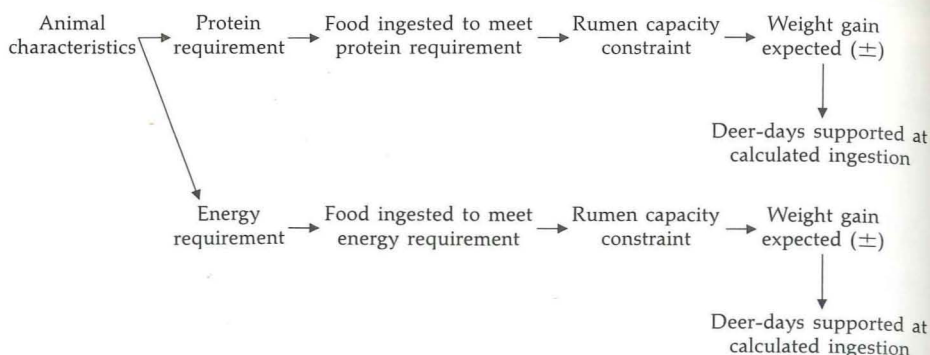 Animal
characteristics
Protein
requirement
Food ingested to meet
protein requirement
Rumen capacity
constraint
Weight gain
expected (±)
Deer-days supported at
calculated ingestion
Energy
requirement
Food ingested to meet
energy requirement
Rumen capacity
constraint
Weight gain
expected (±)
Deer-days supported at
calculated ingestion